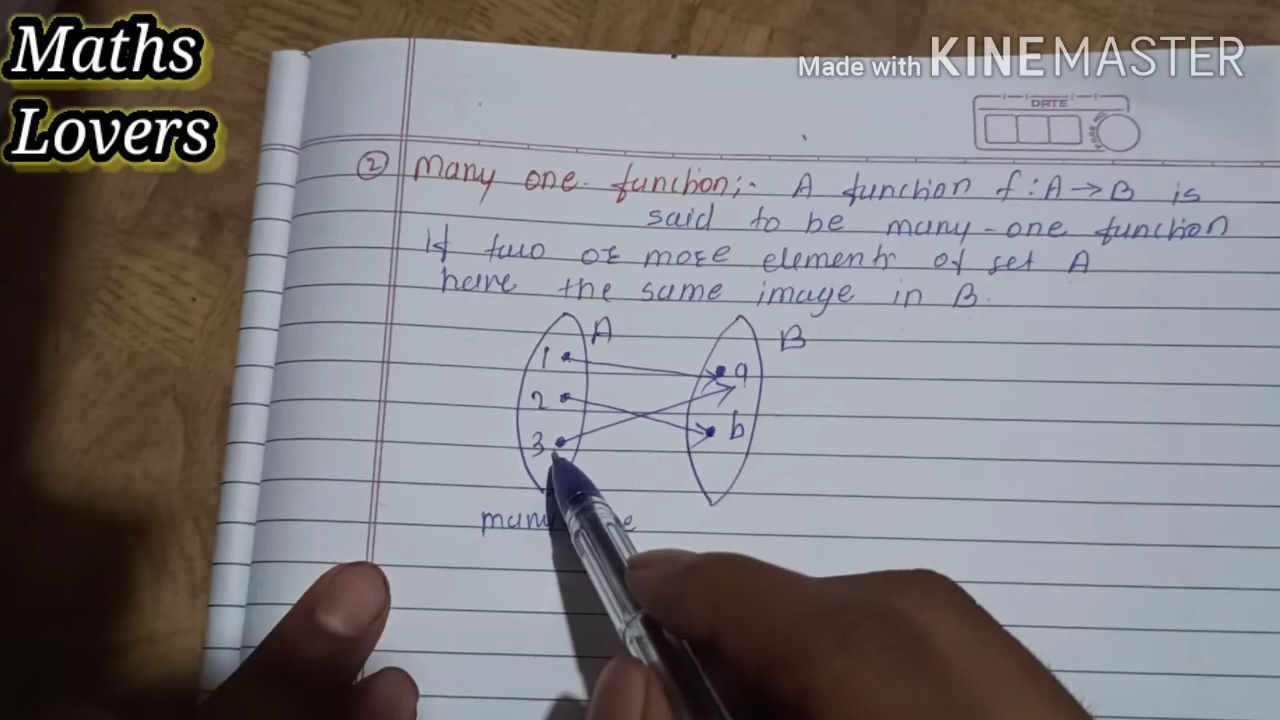 Maths
Lovers
Made with KINEMASTER
DATE
② Many one function;- A function f:A→B is
said to be many-one function
If two or more elements of set A
have the same image in B.
A
B
1
a
2
b
3